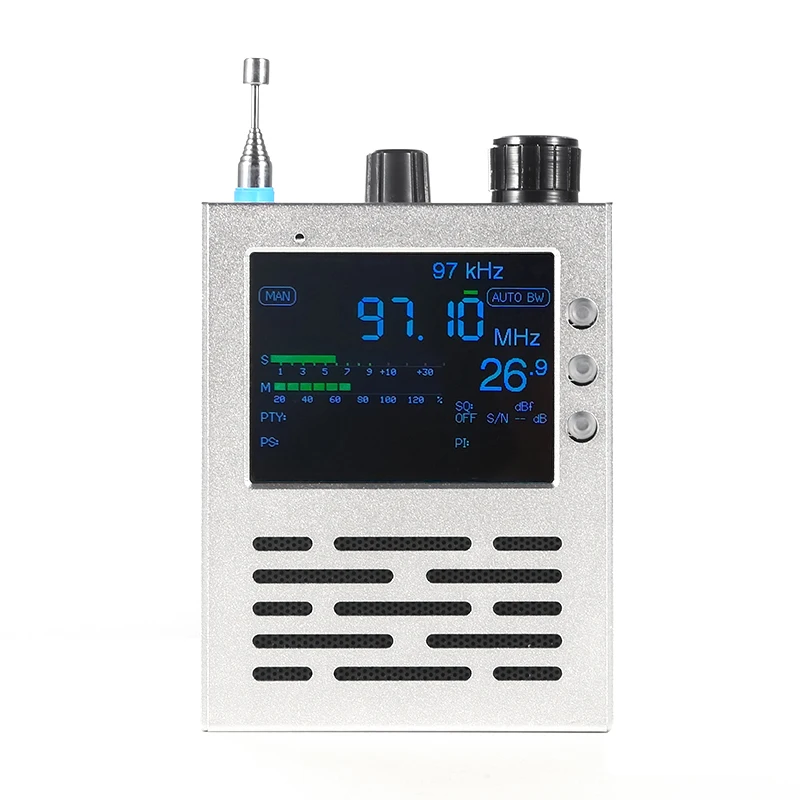 97 kHz
MAN
AUTO BW
97.10 MHz
S
1 3 5 7 9 +10 +30
26.9
M
20 40 60 80 100 120 %
SQ: dBf
PTY: OFF S/N -- dB
PS: PI: